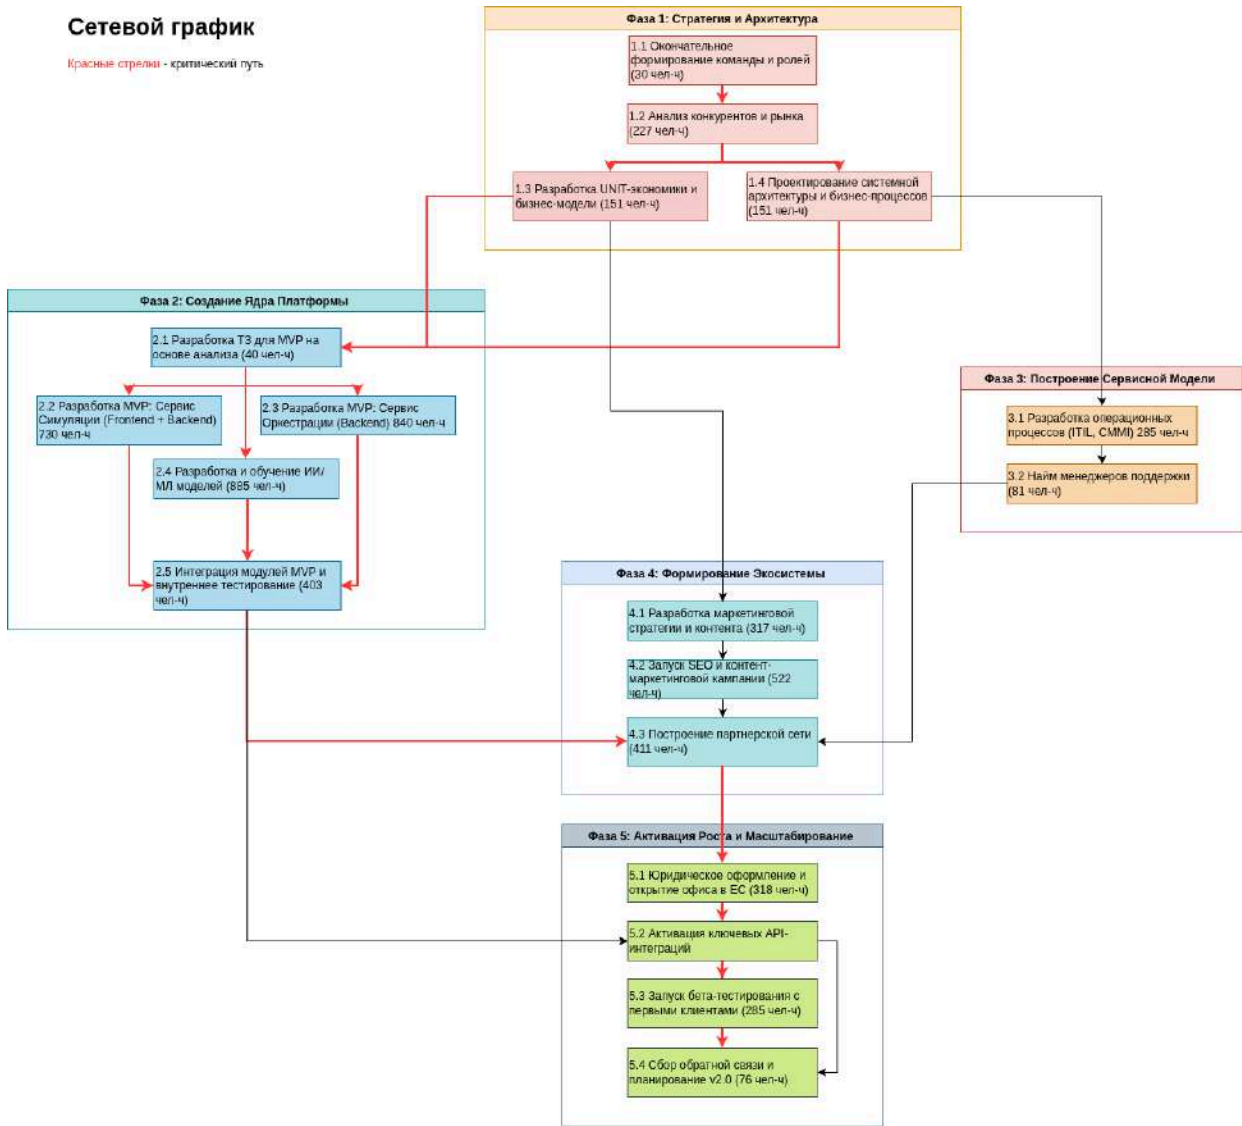 Сетевой график
Красные стрелки - критический путь
Фаза 1: Стратегия и Архитектура
1.1 Окончательное
формирование команды и ролей
(30 чел-ч)
1.2 Анализ конкурентов и рынка
(227 чел-ч)
1.3 Разработка UNIT-экономики и
бизнес-модели (151 чел-ч)
1.4 Проектирование системной
архитектуры и бизнес-процессов
(151 чел-ч)
Фаза 2: Создание Ядра Платформы
2.1 Разработка ТЗ для MVP на
основе анализа (40 чел-ч)
2.2 Разработка MVP: Сервис
Симуляции (Frontend + Backend)
730 чел-ч
2.3 Разработка MVP: Сервис
Оркестрации (Backend) 840 чел-ч
2.4 Разработка и обучение ИИ/
МЛ моделей (885 чел-ч)
2.5 Интеграция модулей MVP и
внутреннее тестирование (403
чел-ч)
Фаза 3: Построение Сервисной Модели
3.1 Разработка операционных
процессов (ITIL, CMMI) 285 чел-ч
3.2 Найм менеджеров поддержки
(81 чел-ч)
Фаза 4: Формирование Экосистемы
4.1 Разработка маркетинговой
стратегии и контента (317 чел-ч)
4.2 Запуск SEO и контент-
маркетинговой кампании (522
чел-ч)
4.3 Построение партнерской сети
(411 чел-ч)
Фаза 5: Активация Роста и Масштабирование
5.1 Юридическое оформление и
открытие офиса в ЕС (318 чел-ч)
5.2 Активация ключевых API-
интеграций
5.3 Запуск бета-тестирования с
первыми клиентами (285 чел-ч)
5.4 Сбор обратной связи и
планирование v2.0 (76 чел-ч)